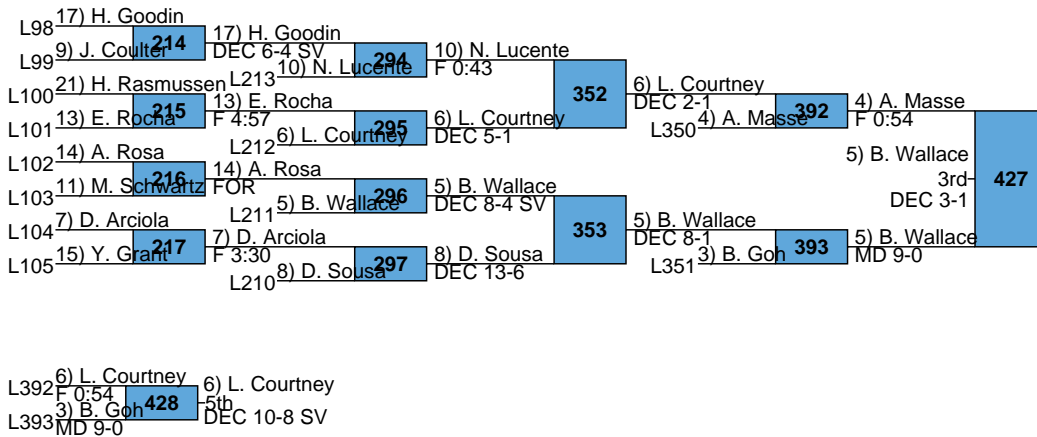 L98 17) H. Goodin
214
L99 9) J. Coulter
17) H. Goodin
DEC 6-4 SV
294
L213 10) N. Lucente
10) N. Lucente
F 0:43
L100 21) H. Rasmussen
215
L101 13) E. Rocha
13) E. Rocha
F 4:57
295
L212 6) L. Courtney
6) L. Courtney
DEC 5-1
352
6) L. Courtney
DEC 2-1
392
L350 4) A. Masse
4) A. Masse
F 0:54
L102 14) A. Rosa
216
L103 11) M. Schwartz
14) A. Rosa
FOR
296
L211 5) B. Wallace
5) B. Wallace
DEC 8-4 SV
L104 7) D. Arciola
217
L105 15) Y. Grant
7) D. Arciola
F 3:30
297
L210 8) D. Sousa
8) D. Sousa
DEC 13-6
353
5) B. Wallace
DEC 8-1
393
L351 3) B. Goh
5) B. Wallace
MD 9-0
427
5) B. Wallace
3rd
DEC 3-1
L392 6) L. Courtney
F 0:54
428
L393 3) B. Goh
MD 9-0
6) L. Courtney
5th
DEC 10-8 SV